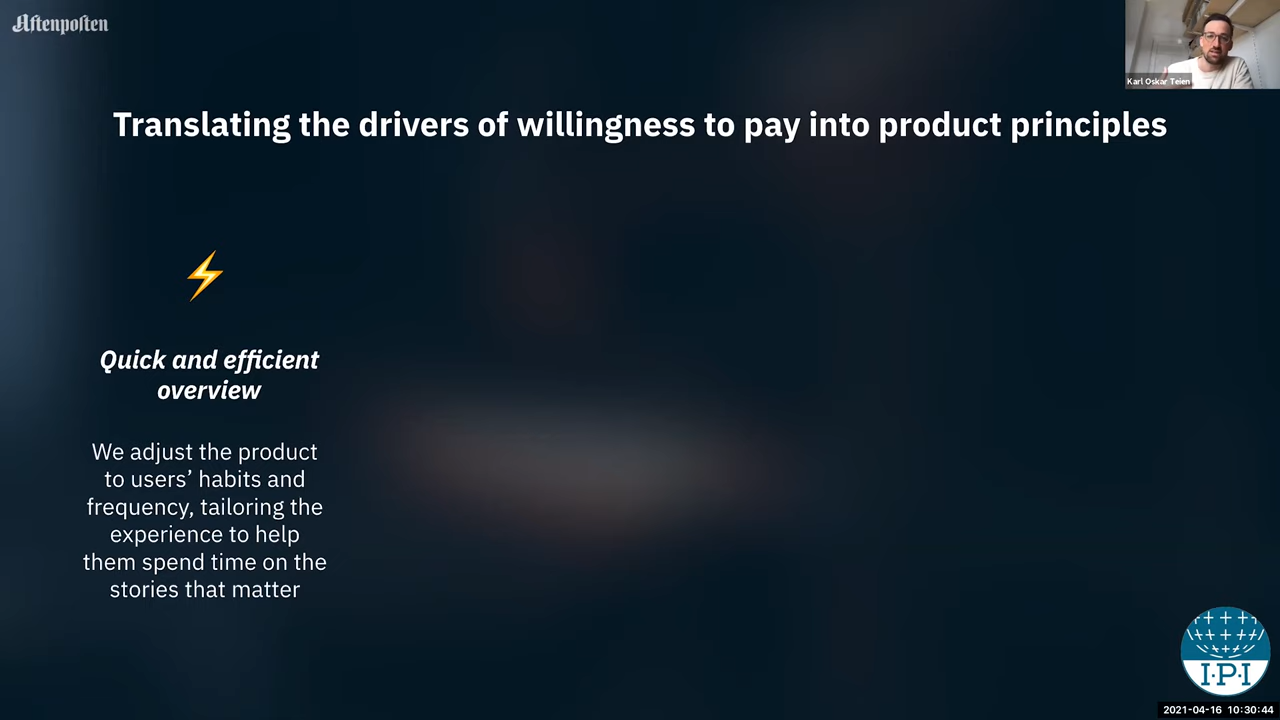 Aftenposten
Karl Oskar Teien
Translating the drivers of willingness to pay into product principles
Quick and efficient
overview
We adjust the product
to users’ habits and
frequency, tailoring the
experience to help
them spend time on the
stories that matter
I·P·I
2021-04-16 10:30:44